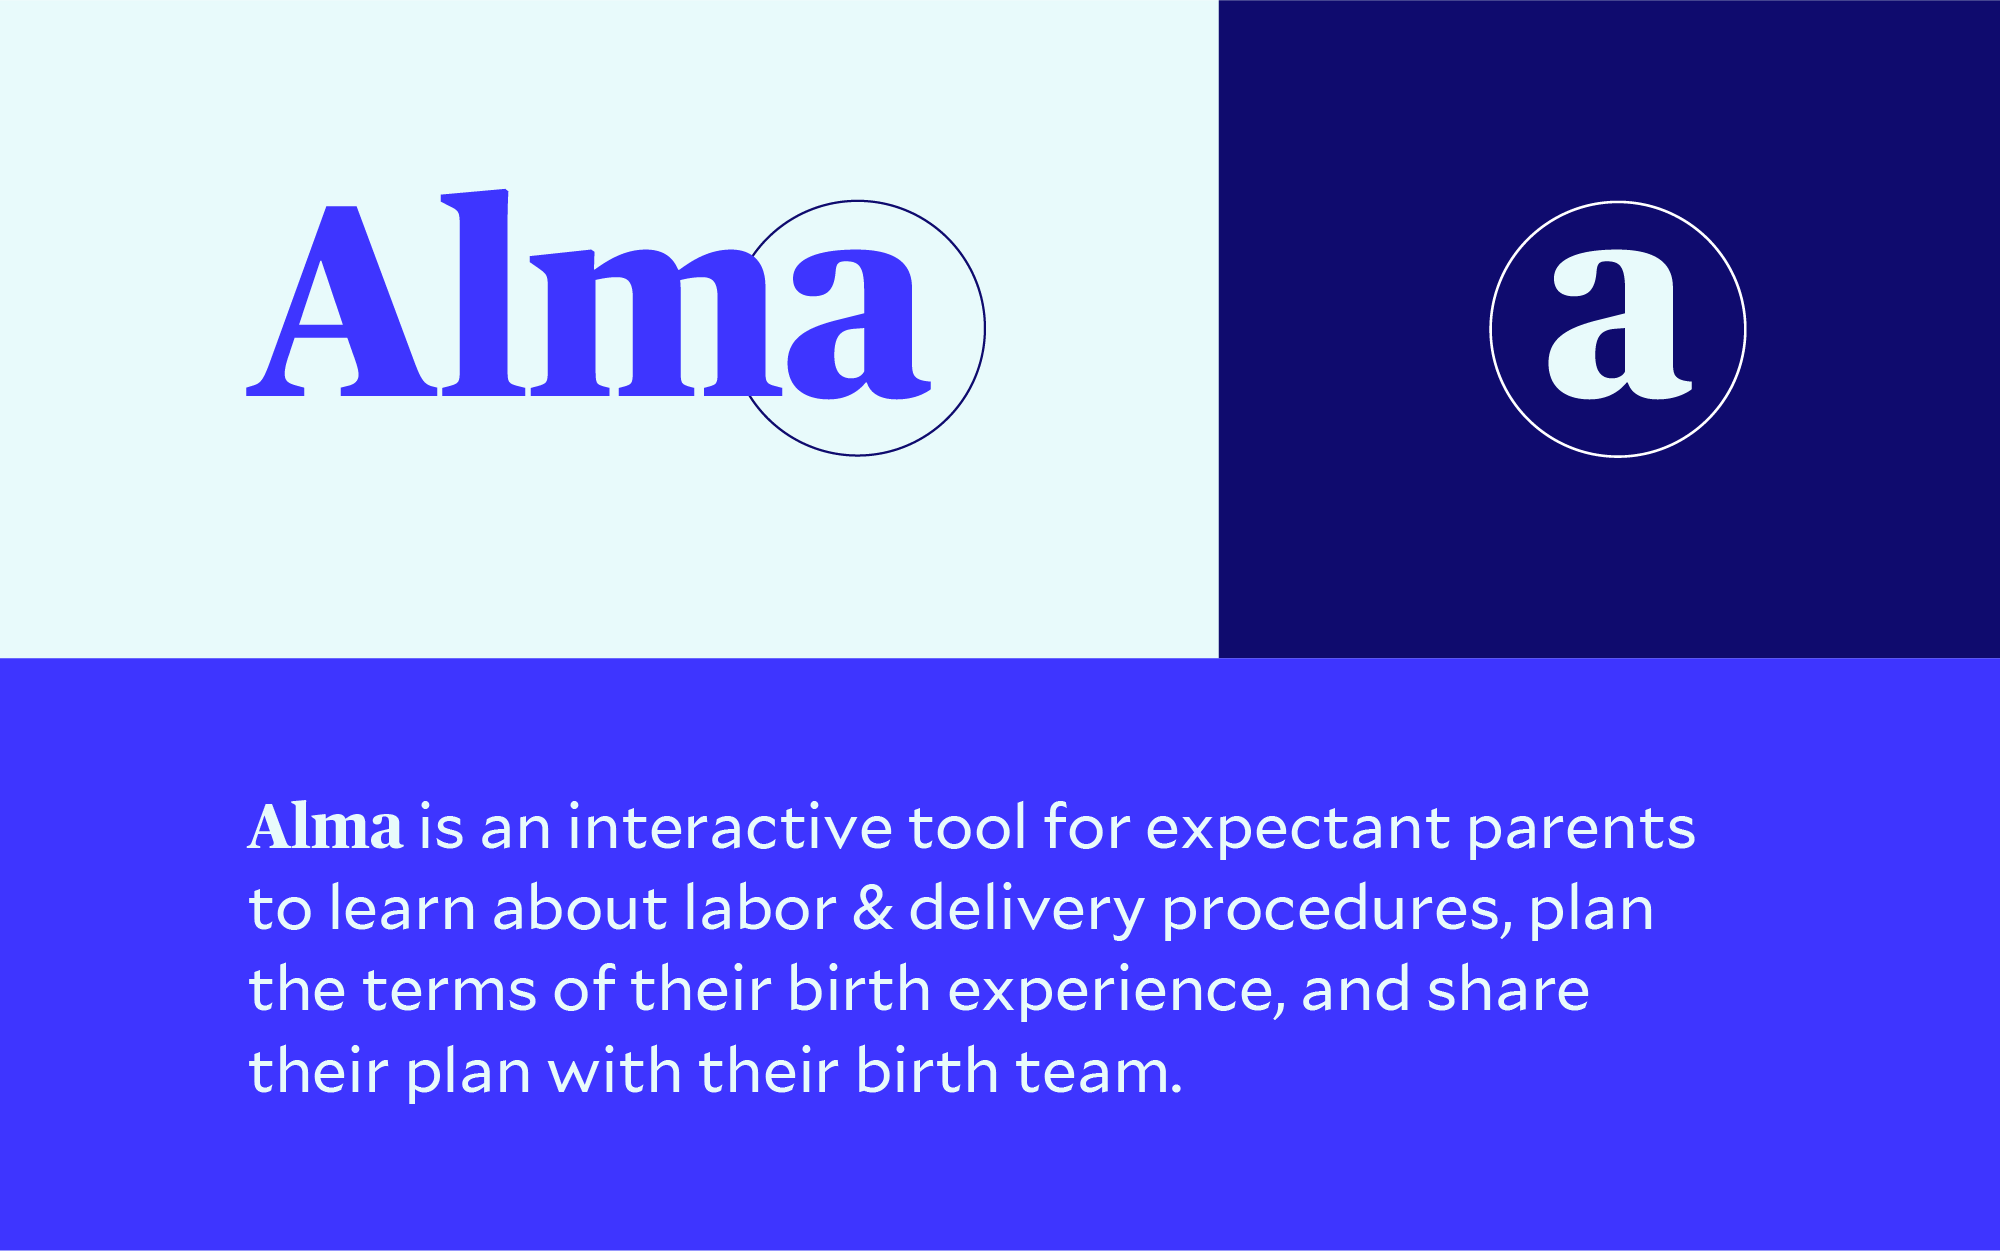 Alma
a
Alma is an interactive tool for expectant parents
to learn about labor & delivery procedures, plan
the terms of their birth experience, and share
their plan with their birth team.